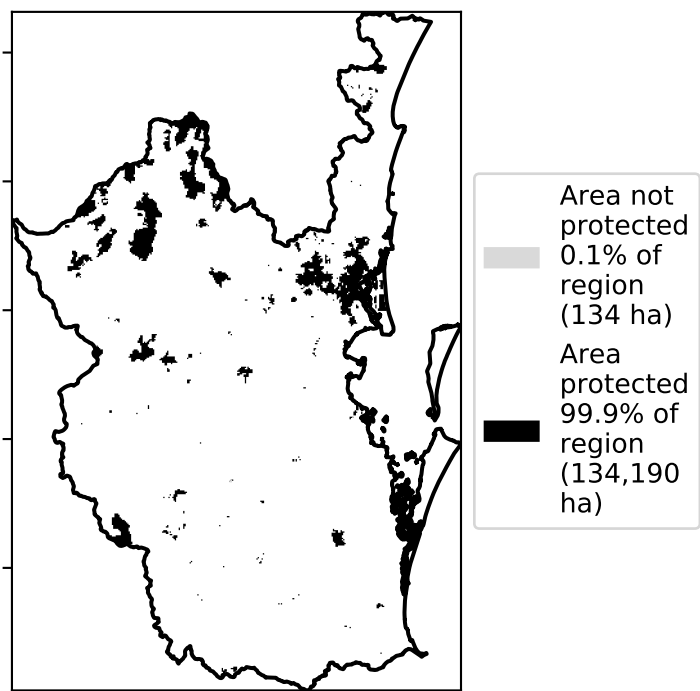 Area not
protected
0.1% of
region
(134 ha)
Area
protected
99.9% of
region
(134,190
ha)